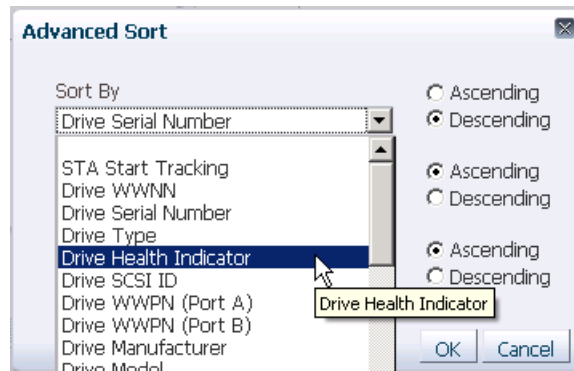 Advanced Sort
Sort By
Ascending
Drive Serial Number
Descending
STA Start Tracking
Ascending
Drive WWNN
Descending
Drive Serial Number
Drive Type
Drive Health Indicator
Ascending
Drive SCSI ID
Descending
Drive WWPN (Port A)
Drive Health Indicator
Drive WWPN (Port B)
Drive Manufacturer
OK
Cancel
Drive Model